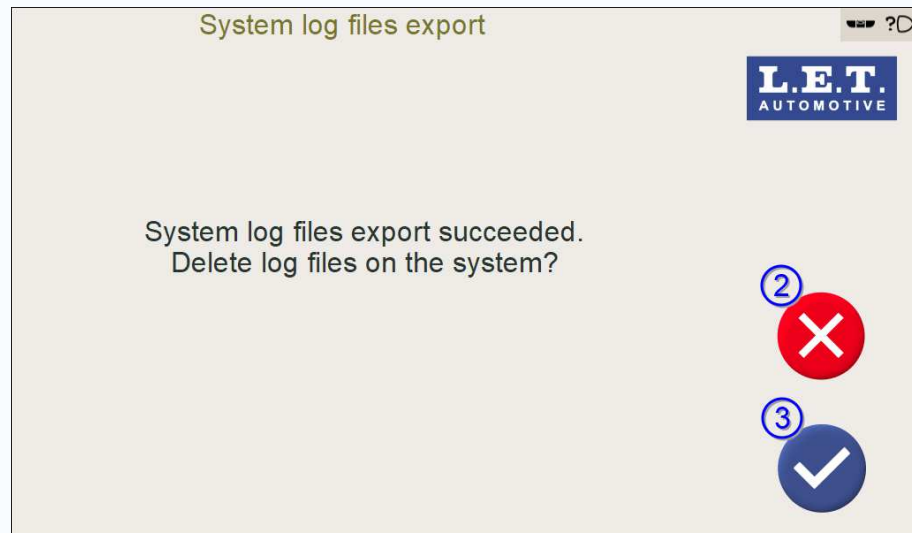 System log files export
?
L.E.T.
AUTOMOTIVE
System log files export succeeded.
Delete log files on the system?
2
3